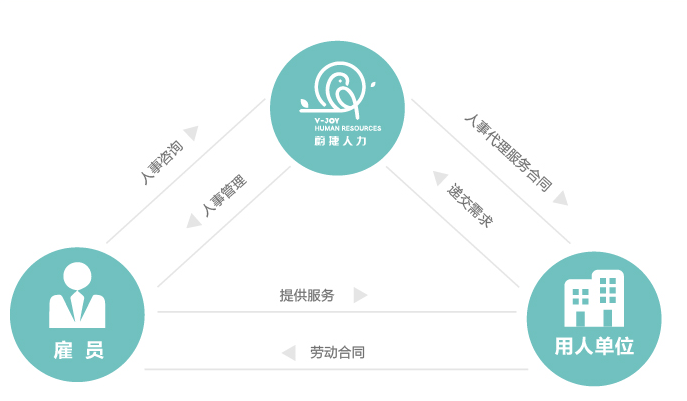 V-JOY
HUMAN RESOURCES
蔚捷人力
人事咨询
人事管理
人事代理服务合同
递交需求
提供服务
劳动合同
雇 员
用人单位